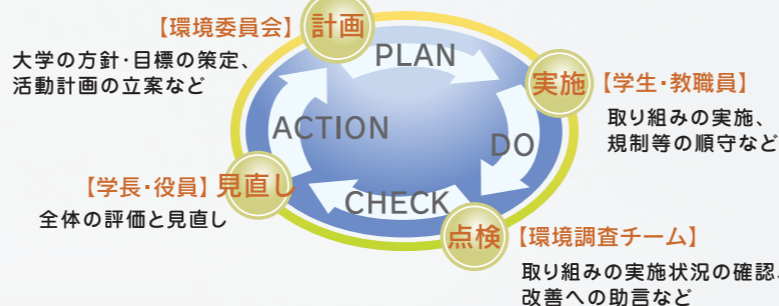 【環境委員会】計画
大学の方針・目標の策定、
活動計画の立案など
PLAN
実施【学生・教職員】
取り組みの実施、
規制等の順守など
DO
ACTION
CHECK
【学長・役員】見直し
全体の評価と見直し
点検【環境調査チーム】
取り組みの実施状況の確認、
改善への助言など